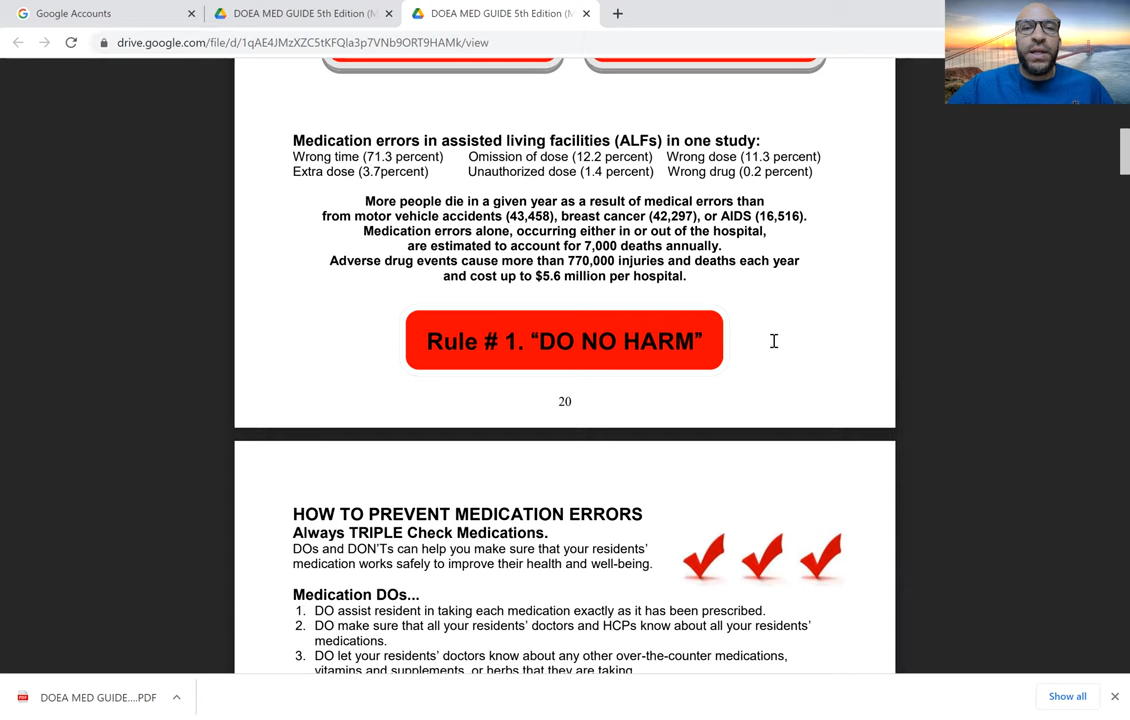 Google Accounts
DOEA MED GUIDE 5th Edition (M
DOEA MED GUIDE 5th Edition (M
drive.google.com/file/d/1qAE4JMzXZC5tKFQla3p7VNb9ORT9HAMk/view
Medication errors in assisted living facilities (ALFs) in one study:
Wrong time (71.3 percent) Omission of dose (12.2 percent) Wrong dose (11.3 percent)
Extra dose (3.7percent) Unauthorized dose (1.4 percent) Wrong drug (0.2 percent)
More people die in a given year as a result of medical errors than
from motor vehicle accidents (43,458), breast cancer (42,297), or AIDS (16,516).
Medication errors alone, occurring either in or out of the hospital,
are estimated to account for 7,000 deaths annually.
Adverse drug events cause more than 770,000 injuries and deaths each year
and cost up to $5.6 million per hospital.
Rule # 1. “DO NO HARM”
20
HOW TO PREVENT MEDICATION ERRORS
Always TRIPLE Check Medications.
DOs and DON’Ts can help you make sure that your residents’
medication works safely to improve their health and well-being.
Medication DOs...
1. DO assist resident in taking each medication exactly as it has been prescribed.
2. DO make sure that all your residents’ doctors and HCPs know about all your residents’
medications.
3. DO let your residents’ doctors know about any other over-the-counter medications,
vitamins and supplements, or herbs that they are taking.
DOEA MED GUIDE....PDF
Show all